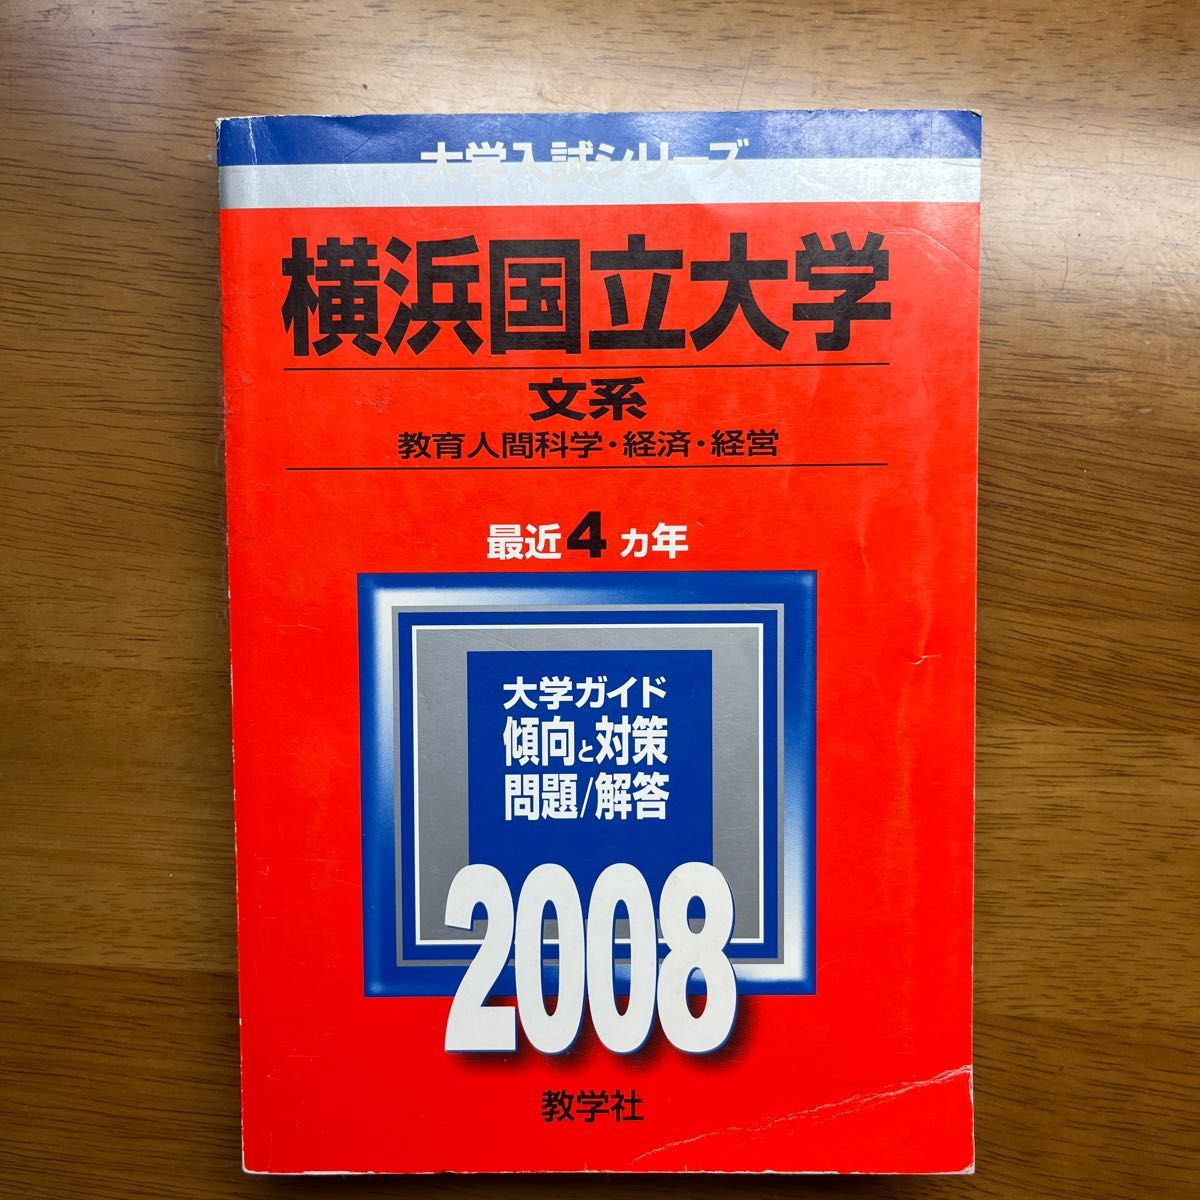 大学入試シリーズ
横浜国立大学
文系
教育人間科学・経済・経営
最近4カ年
大学ガイド
傾向と対策
問題/解答
2008
教学社